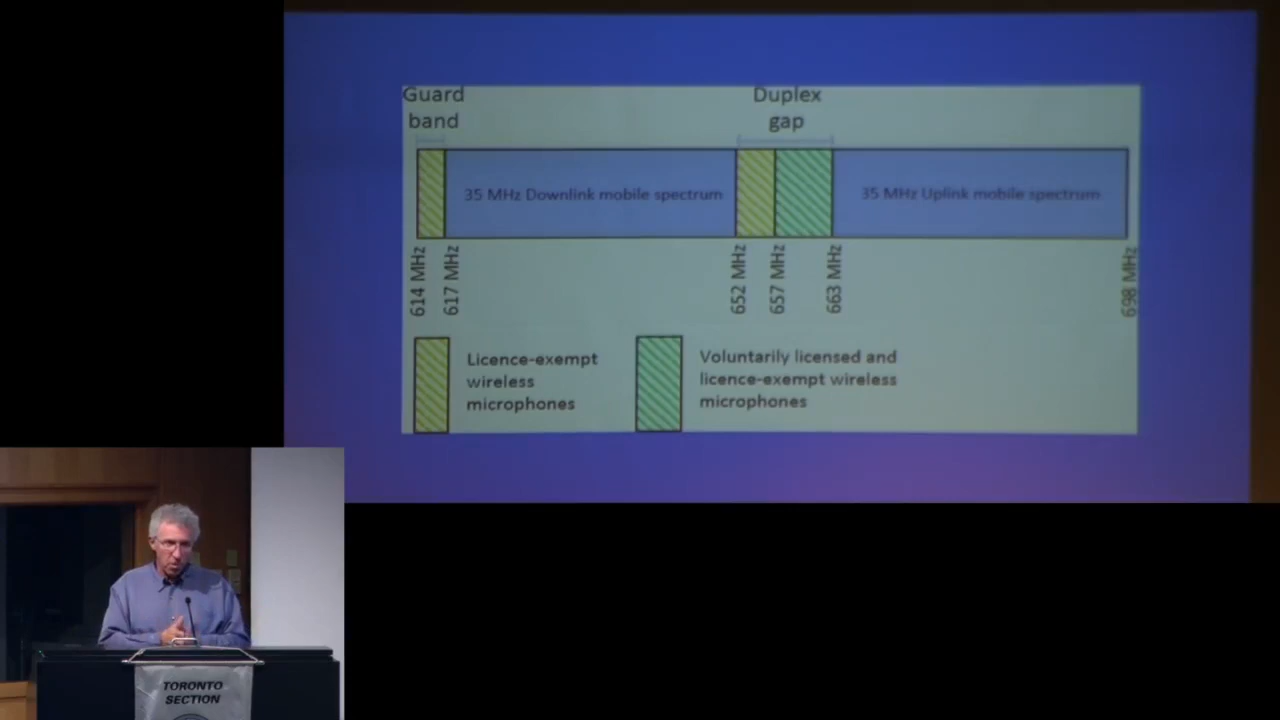 Guard
band
Duplex
gap
35 MHz Downlink mobile spectrum
35 MHz Uplink mobile spectrum
614 MHz
617 MHz
652 MHz
657 MHz
663 MHz
698 MHz
Licence-exempt
wireless
microphones
Voluntarily licensed and
licence-exempt wireless
microphones
TORONTO
SECTION